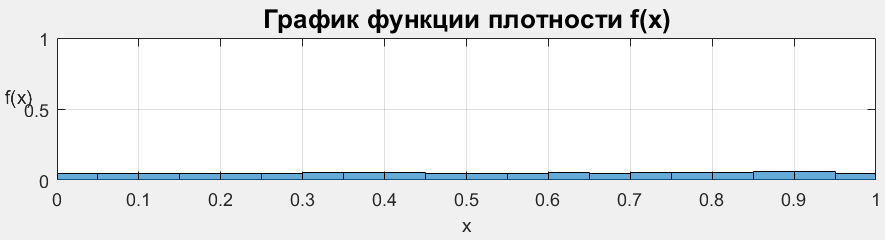 График функции плотности f(x)
1
f(x)
0.5
0
0 0.1 0.2 0.3 0.4 0.5 0.6 0.7 0.8 0.9 1
x